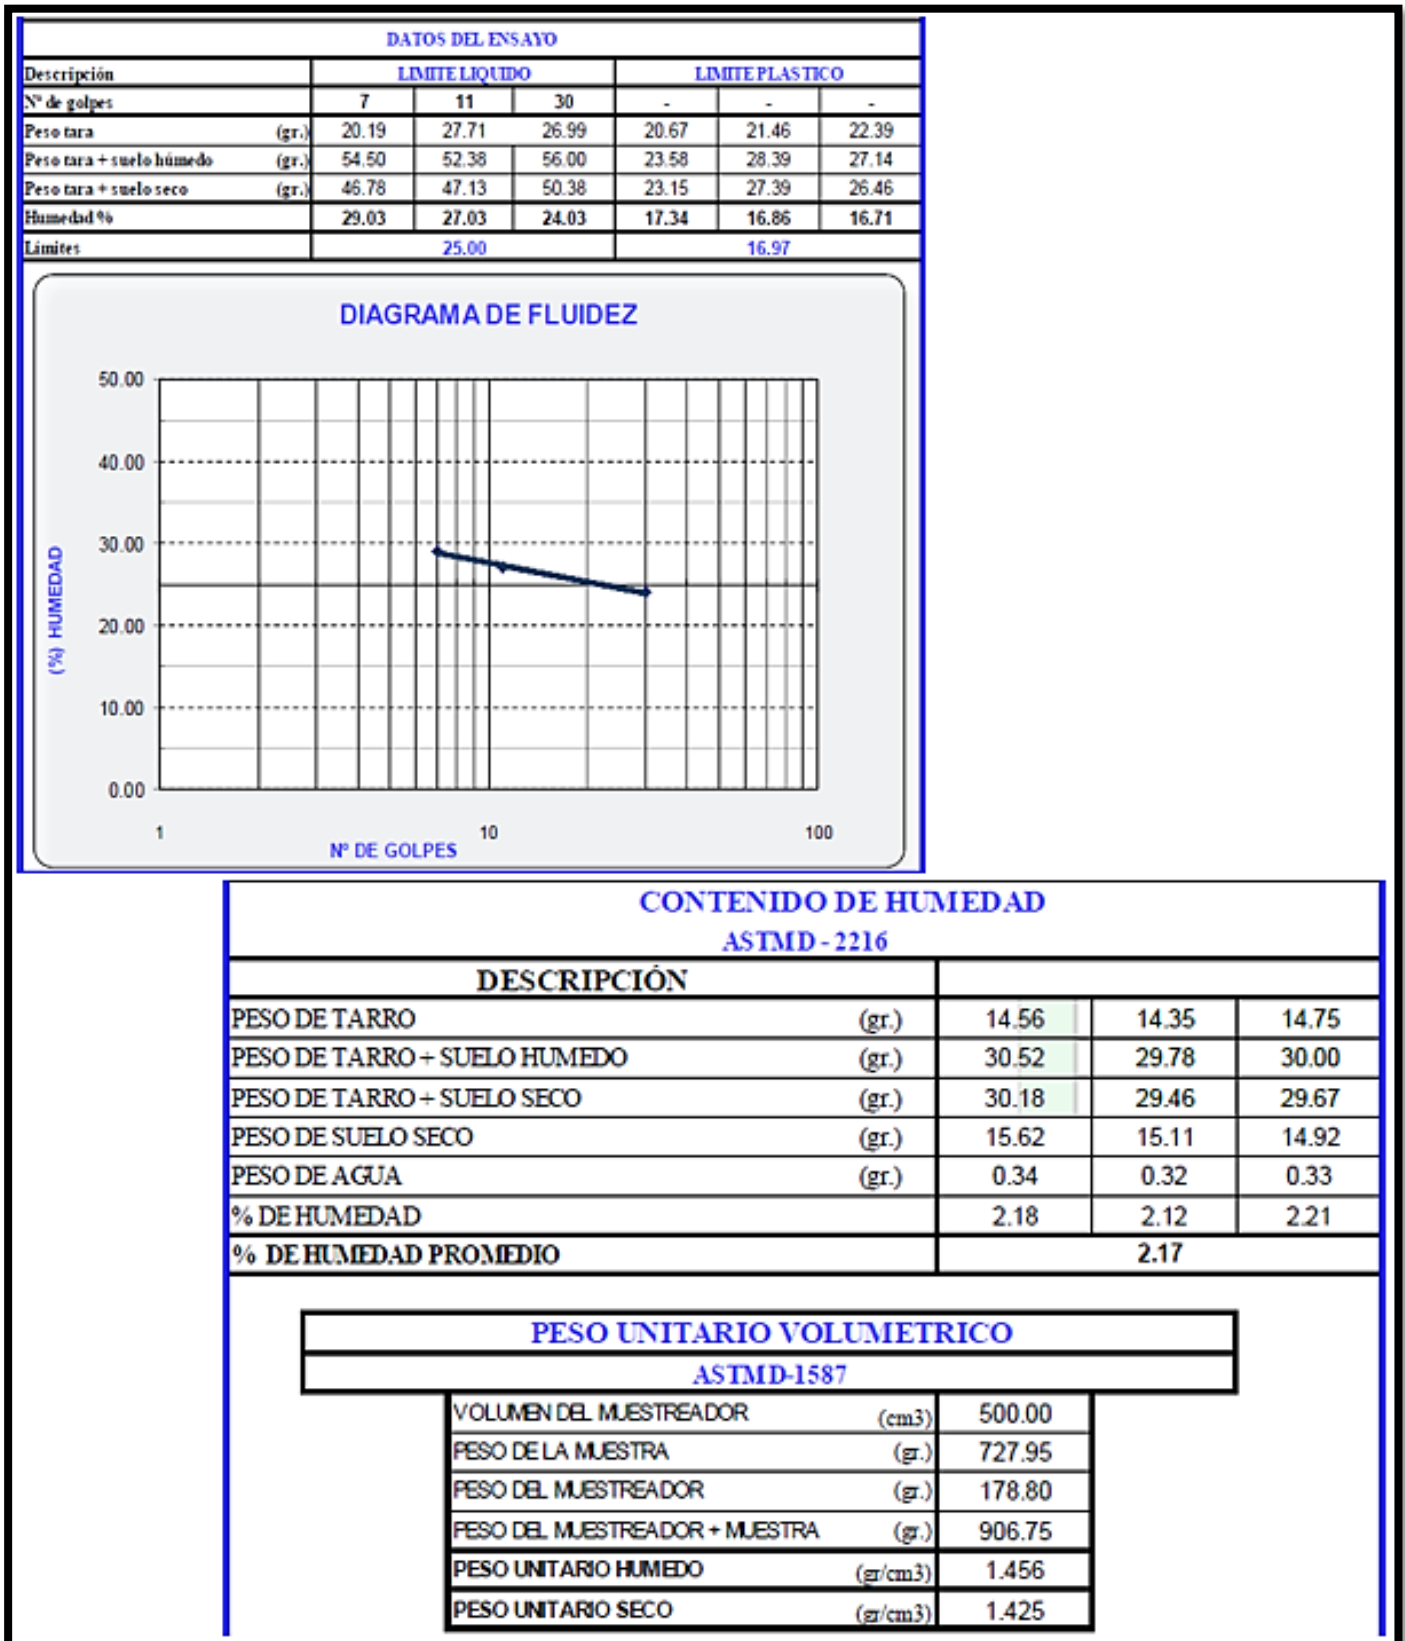 DATOS DEL ENSAYO
Descripción LIMITE LIQUIDO LIMITE PLASTICO
Nº de golpes 7 11 30 - - -
Peso tara (gr.) 20.19 27.71 26.99 20.67 21.46 22.39
Peso tara + suelo húmedo (gr.) 54.50 52.38 56.00 23.58 28.39 27.14
Peso tara + suelo seco (gr.) 46.78 47.13 50.38 23.15 27.39 26.46
Humedad % 29.03 27.03 24.03 17.34 16.86 16.71
Límites 25.00 16.97
DIAGRAMA DE FLUIDEZ
50.00
40.00
30.00
20.00
10.00
0.00
(%) HUMEDAD
1 10 100
Nº DE GOLPES
CONTENIDO DE HUMEDAD
ASTMD - 2216
DESCRIPCIÓN
PESO DE TARRO (gr.) 14.56 14.35 14.75
PESO DE TARRO + SUELO HUMEDO (gr.) 30.52 29.78 30.00
PESO DE TARRO + SUELO SECO (gr.) 30.18 29.46 29.67
PESO DE SUELO SECO (gr.) 15.62 15.11 14.92
PESO DE AGUA (gr.) 0.34 0.32 0.33
% DE HUMEDAD 2.18 2.12 2.21
% DE HUMEDAD PROMEDIO 2.17
PESO UNITARIO VOLUMETRICO
ASTMD-1587
VOLUMEN DEL MUESTREADOR (cm3) 500.00
PESO DE LA MUESTRA (gr.) 727.95
PESO DEL MUESTREADOR (gr.) 178.80
PESO DEL MUESTREADOR + MUESTRA (gr.) 906.75
PESO UNITARIO HUMEDO (gr/cm3) 1.456
PESO UNITARIO SECO (gr/cm3) 1.425